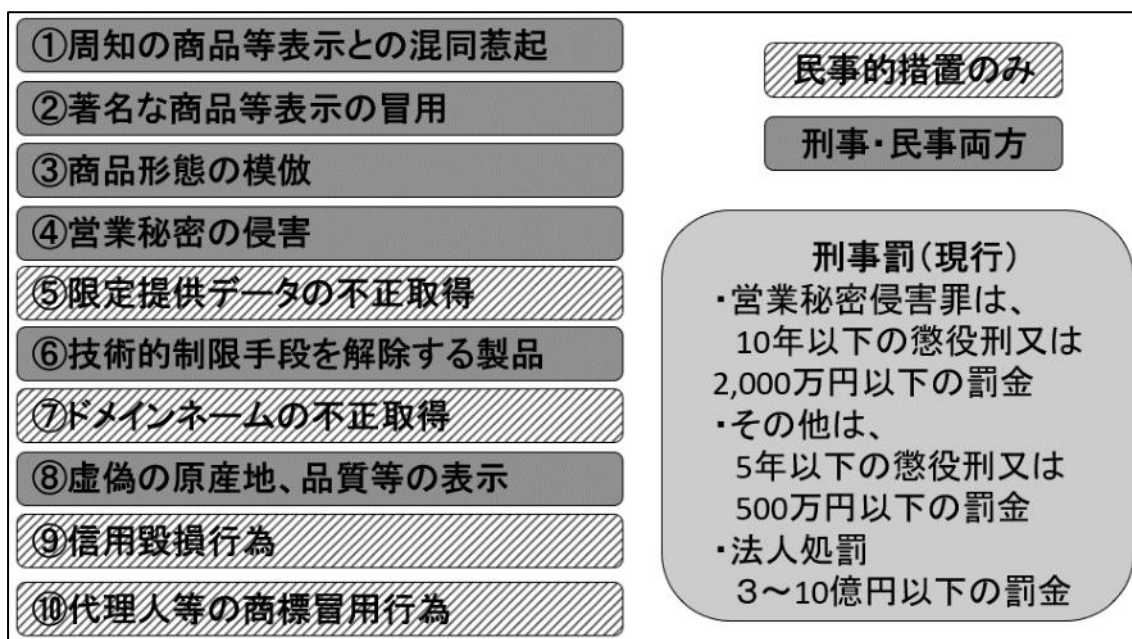 ①周知の商品等表示との混同惹起
②著名な商品等表示の冒用
③商品形態の模倣
④営業秘密の侵害
⑤限定提供データの不正取得
⑥技術的制限手段を解除する製品
⑦ドメインネームの不正取得
⑧虚偽の原産地、品質等の表示
⑨信用毀損行為
⑩代理人等の商標冒用行為
民事的措置のみ
刑事・民事両方
刑事罰(現行)
・営業秘密侵害罪は、
10年以下の懲役刑又は
2,000万円以下の罰金
・その他は、
5年以下の懲役刑又は
500万円以下の罰金
・法人処罰
3～10億円以下の罰金